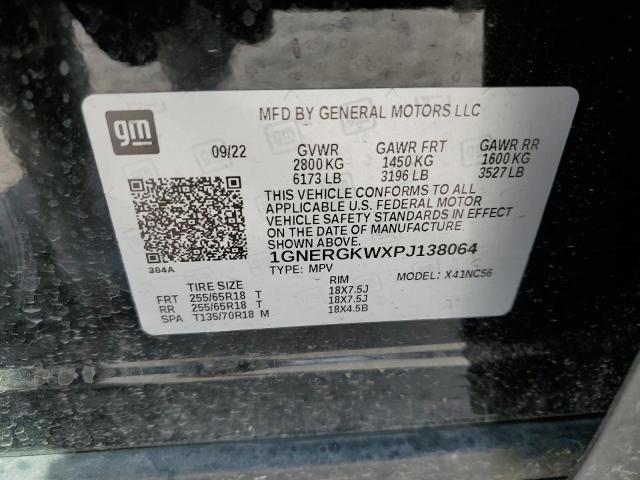 gm
MFD BY GENERAL MOTORS LLC
09/22 GVWR GAWR FRT GAWR RR
2800 KG 1450 KG 1600 KG
6173 LB 3196 LB 3527 LB
THIS VEHICLE CONFORMS TO ALL
APPLICABLE U.S. FEDERAL MOTOR
VEHICLE SAFETY STANDARDS IN EFFECT
ON THE DATE OF MANUFACTURE.
SHOWN ABOVE.
384A 1GNERGKWXPJ138064
TYPE: MPV MODEL: X41NC56
TIRE SIZE RIM
FRT 255/65R18 T 18X7.5J
RR 255/65R18 T 18X7.5J
SPA T135/70R18 M 18X4.5B